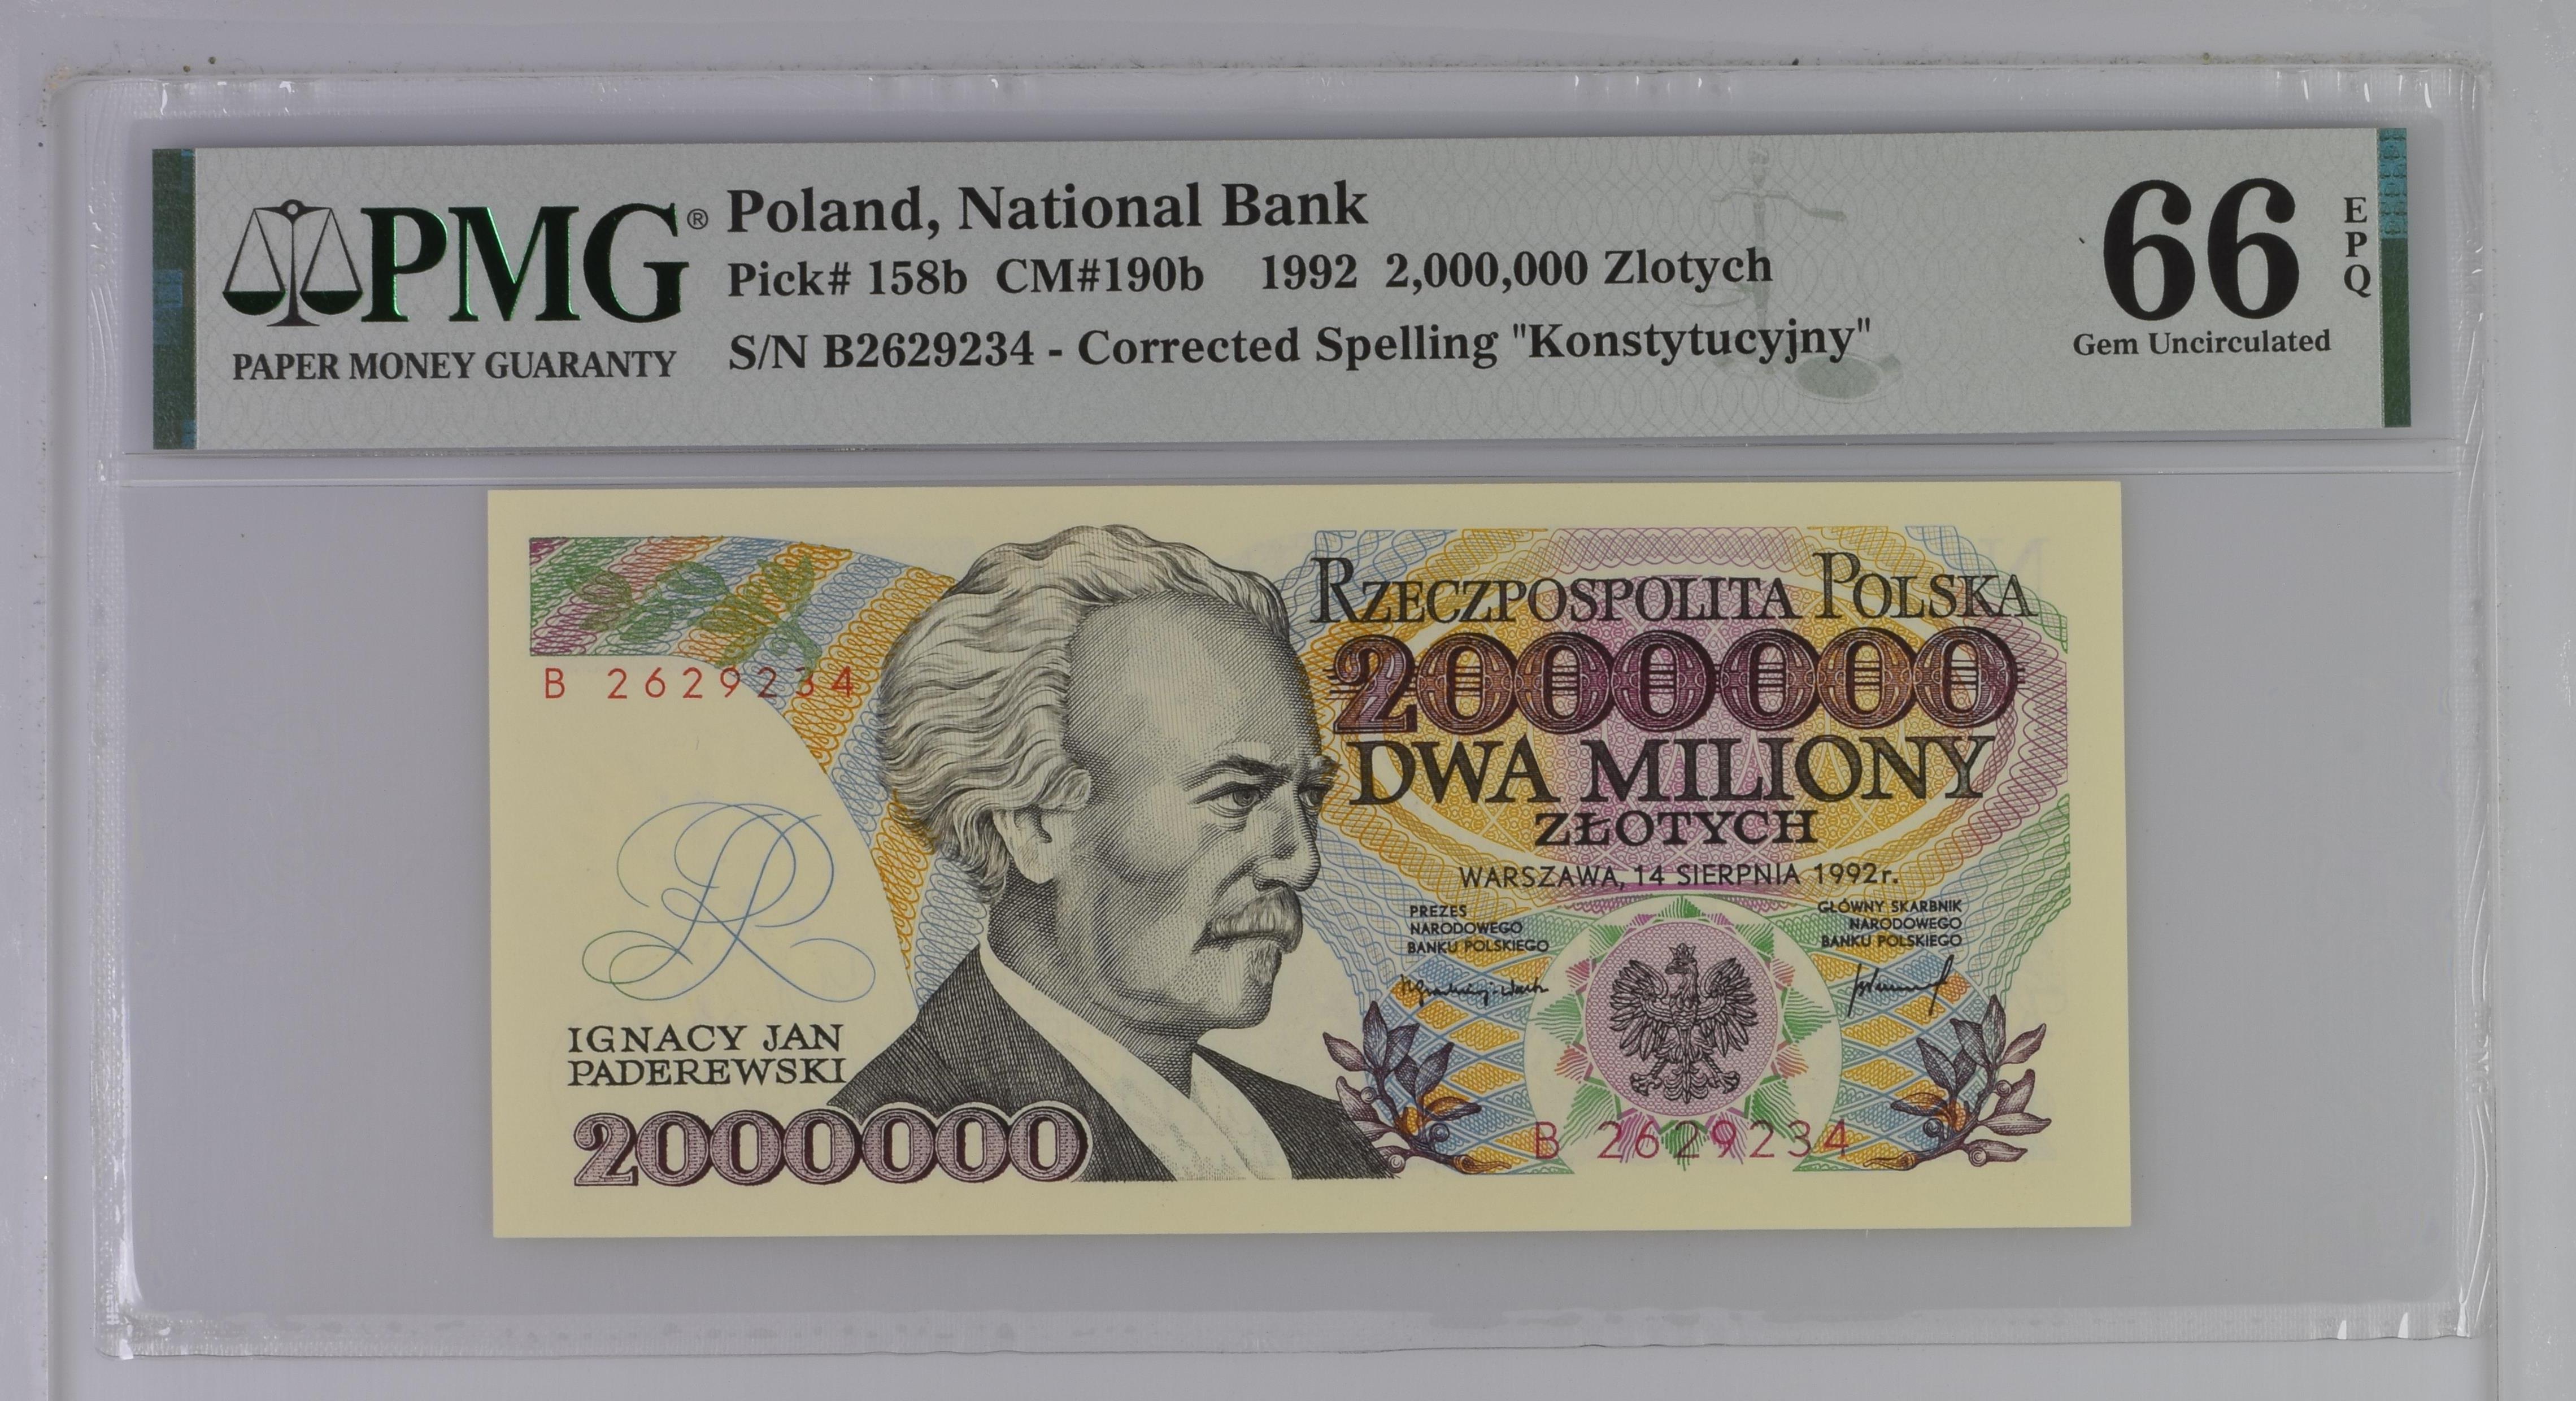 PMG®
PAPER MONEY GUARANTY
Poland, National Bank
Pick# 158b CM#190b 1992 2,000,000 Zlotych
S/N B2629234 - Corrected Spelling "Konstytucyjny"
66
EPQ
Gem Uncirculated
RZECZPOSPOLITA POLSKA
2000000
DWA MILIONY
ZŁOTYCH
WARSZAWA, 14 SIERPNIA 1992r.
PREZES
NARODOWEGO
BANKU POLSKIEGO
GŁÓWNY SKARBNIK
NARODOWEGO
BANKU POLSKIEGO
B 2629234
IGNACY JAN
PADEREWSKI
2000000
B 2629234